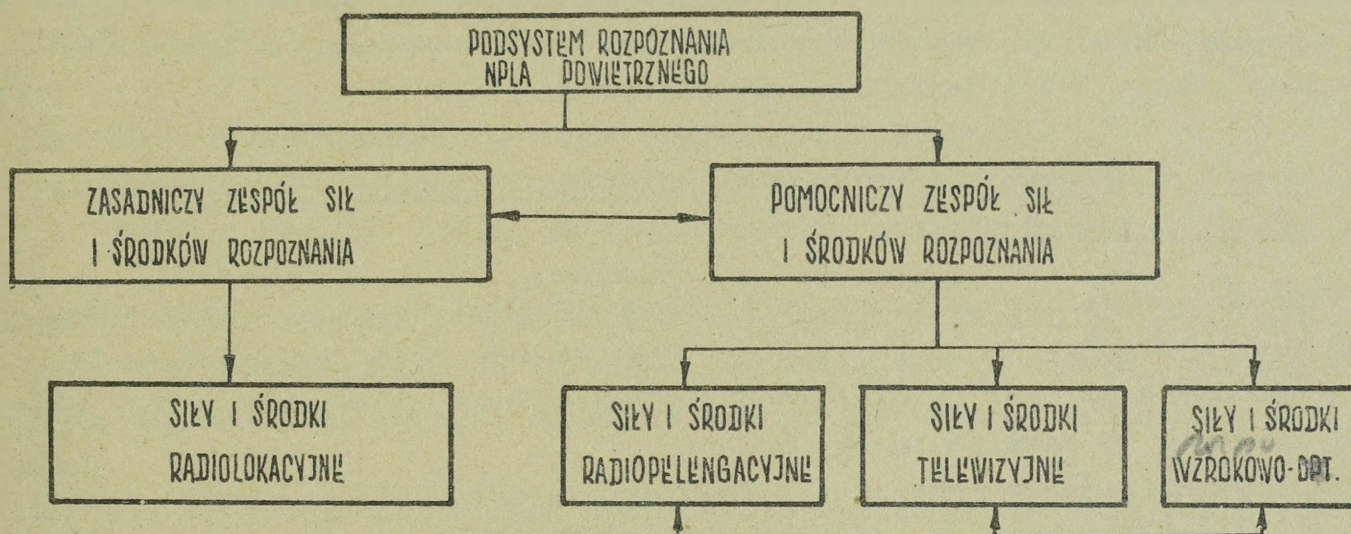 PODSYSTEM ROZPOZNANIA
NPLA POWIETRZNEGO
ZASADNICZY ZESPÓŁ SIŁ
I ŚRODKÓW ROZPOZNANIA
POMOCNICZY ZESPÓŁ SIŁ
I ŚRODKÓW ROZPOZNANIA
SIŁY I ŚRODKI
RADIOLOKACYJNE
SIŁY I ŚRODKI
RADIOPELENGACYJNE
SIŁY I ŚRODKI
TELEWIZYJNE
SIŁY I ŚRODKI
WZROKOWO-OPT.